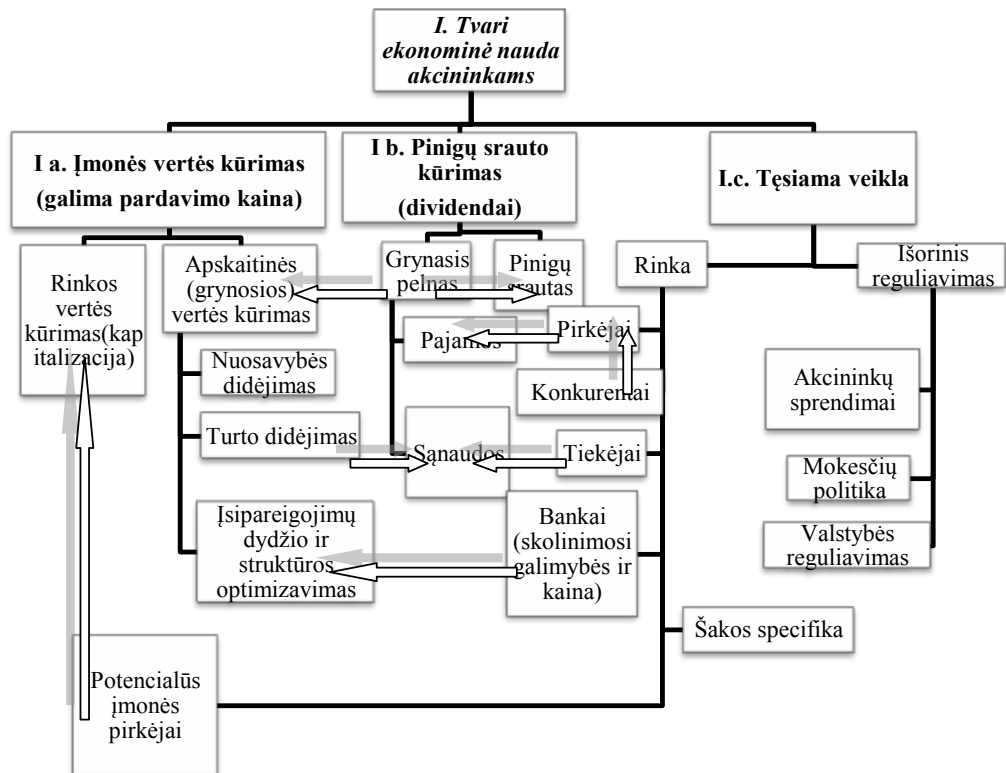 I. Tvari
ekonominė nauda
akcininkams
I a. Įmonės vertės kūrimas
(galima pardavimo kaina)
I b. Pinigų srauto
kūrimas
(dividendai)
I.c. Tęsiama veikla
Rinkos
vertės
kūrimas(kap
italizacija)
Apskaitinės
(grynosios)
vertės kūrimas
Grynasis
pelnas
Pinigų
srautas
Rinka
Išorinis
reguliavimas
Pajamos
Pirkėjai
Nuosavybės
didėjimas
Konkurentai
Akcininkų
sprendimai
Turto didėjimas
Sąnaudos
Tiekėjai
Mokesčių
politika
Įsipareigojimų
dydžio ir
struktūros
optimizavimas
Bankai
(skolinimosi
galimybės ir
kaina)
Valstybės
reguliavimas
Šakos specifika
Potencialūs
įmonės
pirkėjai